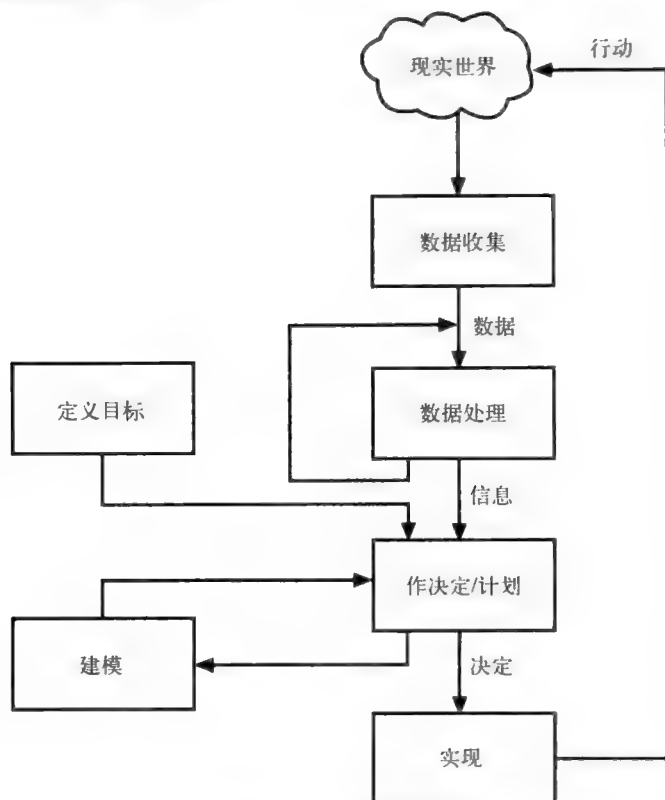 现实世界
行动
数据收集
数据
定义目标
数据处理
信息
作决定/计划
建模
决定
实现